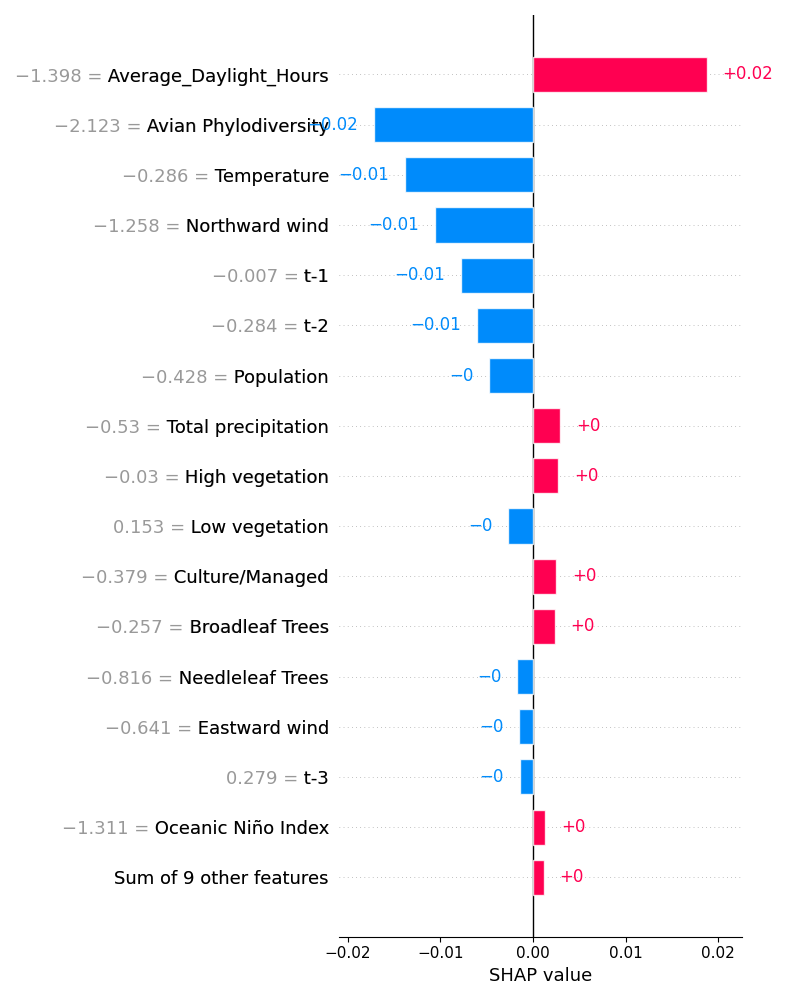 −1.398 = Average_Daylight_Hours +0.02
−2.123 = Avian Phylodiversity −0.02
−0.286 = Temperature −0.01
−1.258 = Northward wind −0.01
−0.007 = t-1 −0.01
−0.284 = t-2 −0.01
−0.428 = Population −0
−0.53 = Total precipitation +0
−0.03 = High vegetation +0
0.153 = Low vegetation −0
−0.379 = Culture/Managed +0
−0.257 = Broadleaf Trees +0
−0.816 = Needleleaf Trees −0
−0.641 = Eastward wind −0
0.279 = t-3 −0
−1.311 = Oceanic Niño Index +0
Sum of 9 other features +0
−0.02 −0.01 0.00 0.01 0.02
SHAP value